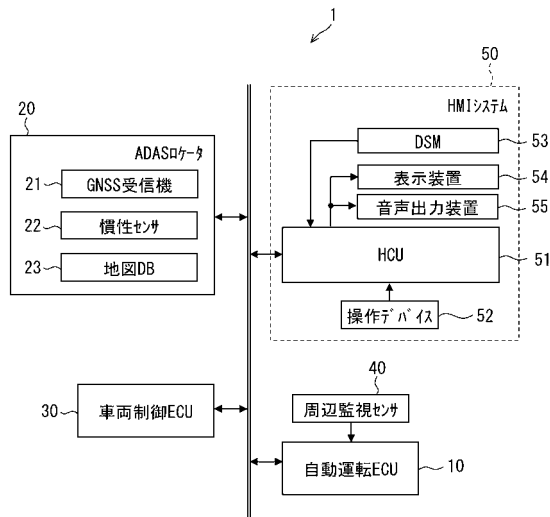 1
50
HMIシステム
20
ADASロケータ
21 GNSS受信機
22 慣性センサ
23 地図DB
DSM 53
表示装置 54
音声出力装置 55
HCU 51
操作デバイス 52
30 車両制御ECU
40
周辺監視センサ
自動運転ECU 10